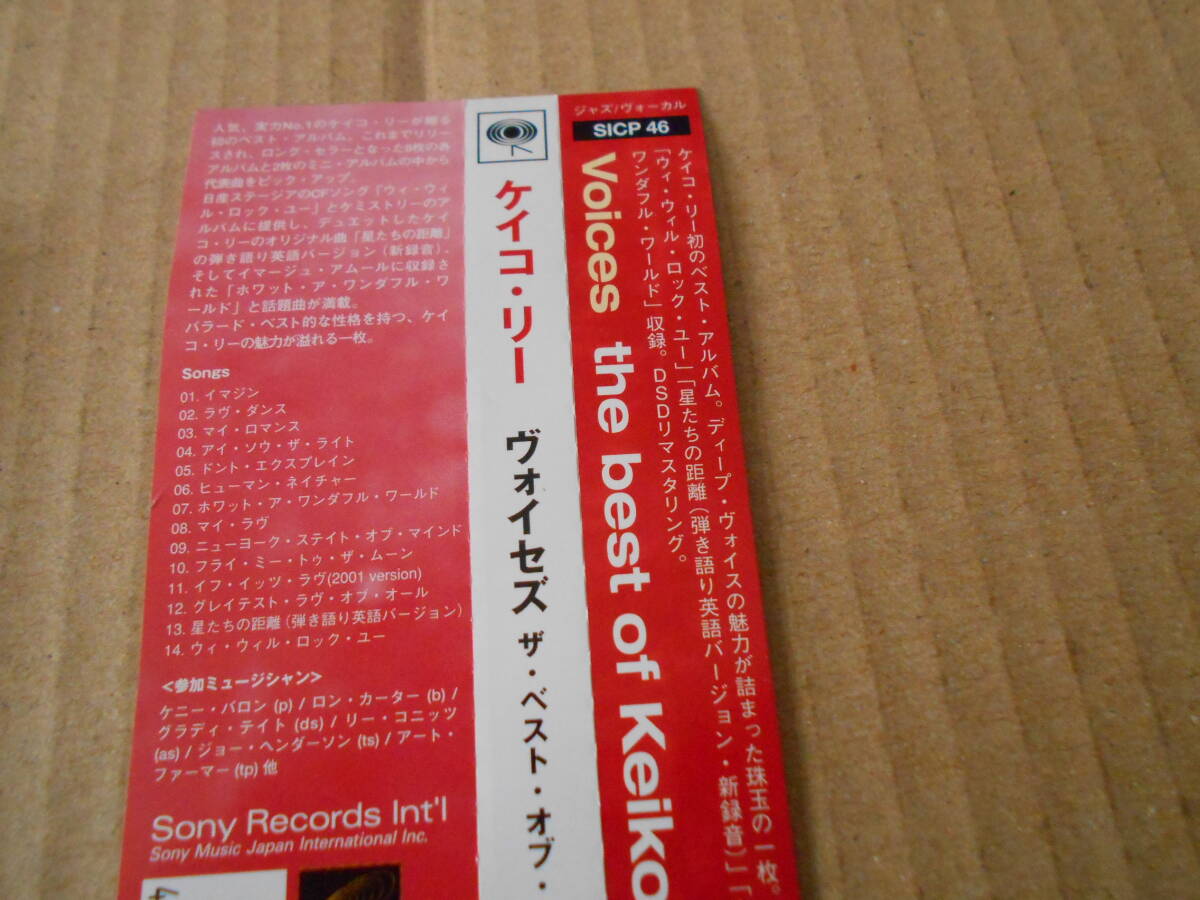 人気、実力No.1のケイコ・リーが贈る
初のベスト・アルバム。これまでリリー
スされ、ロング・セラーとなった8枚の各
アルバムと2枚のミニ・アルバムの中から
代表曲をピック・アップ。
日産ステージアのCFソング「ウィ・ウィ
ル・ロック・ユー」とケミストリーのア
ルバムに提供し、デュエットしたケイ
コ・リーのオリジナル曲「星たちの距離」
の弾き語り英語バージョン(新録音)、
そしてイマージュ・アムールに収録さ
れた「ホワット・ア・ワンダフル・ワ
ールド」と話題曲が満載。
バラード・ベスト的な性格を持つ、ケイ
コ・リーの魅力が溢れる一枚。
Songs
01. イマジン
02. ラヴ・ダンス
03. マイ・ロマンス
04. アイ・ソウ・ザ・ライト
05. ドント・エクスプレイン
06. ヒューマン・ネイチャー
07. ホワット・ア・ワンダフル・ワールド
08. マイ・ラヴ
09. ニューヨーク・ステイト・オブ・マインド
10. フライ・ミー・トゥ・ザ・ムーン
11. イフ・イッツ・ラヴ(2001 version)
12. グレイテスト・ラヴ・オブ・オール
13. 星たちの距離(弾き語り英語バージョン)
14. ウィ・ウィル・ロック・ユー
<参加ミュージシャン>
ケニー・バロン(p) / ロン・カーター(b) /
グラディ・テイト(ds) / リー・コニッツ
(as) / ジョー・ヘンダーソン(ts) / アート・
ファーマー(tp) 他
Sony Records Int'l
Sony Music Japan International Inc.
ケイコ・リー ヴォイセズ ザ・ベスト・オブ・
ジャズ/ヴォーカル
SICP 46
Voices the best of Keiko
ケイコ・リー初のベスト・アルバム。ディープ・ヴォイスの魅力が詰まった珠玉の一枚。
「ウィ・ウィル・ロック・ユー」「星たちの距離(弾き語り英語バージョン・新録音)」「
ワンダフル・ワールド」収録。DSDリマスタリング。